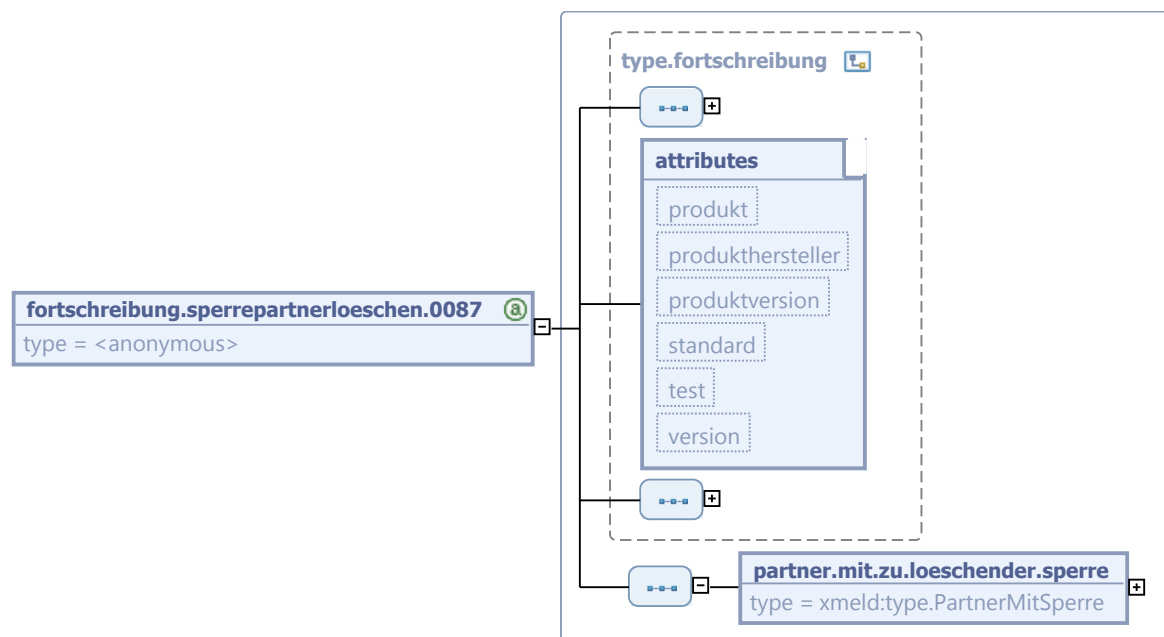 type.fortschreibung
attributes
produkt
produkthersteller
produktversion
standard
test
version
fortschreibung.sperrepartnerloeschen.0087 a
type = <anonymous>
partner.mit.zu.loeschender.sperre
type = xmeld:type.PartnerMitSperre